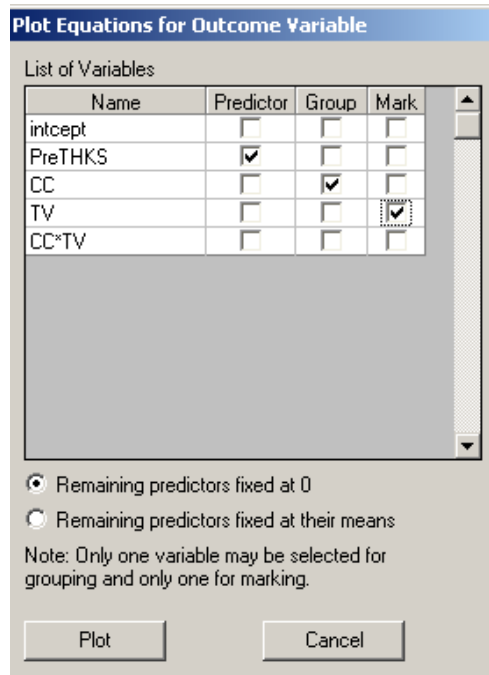 Plot Equations for Outcome Variable
List of Variables
Name Predictor Group Mark
intcept
PreTHKS
CC
TV
CC*TV
Remaining predictors fixed at 0
Remaining predictors fixed at their means
Note: Only one variable may be selected for
grouping and only one for marking.
Plot Cancel